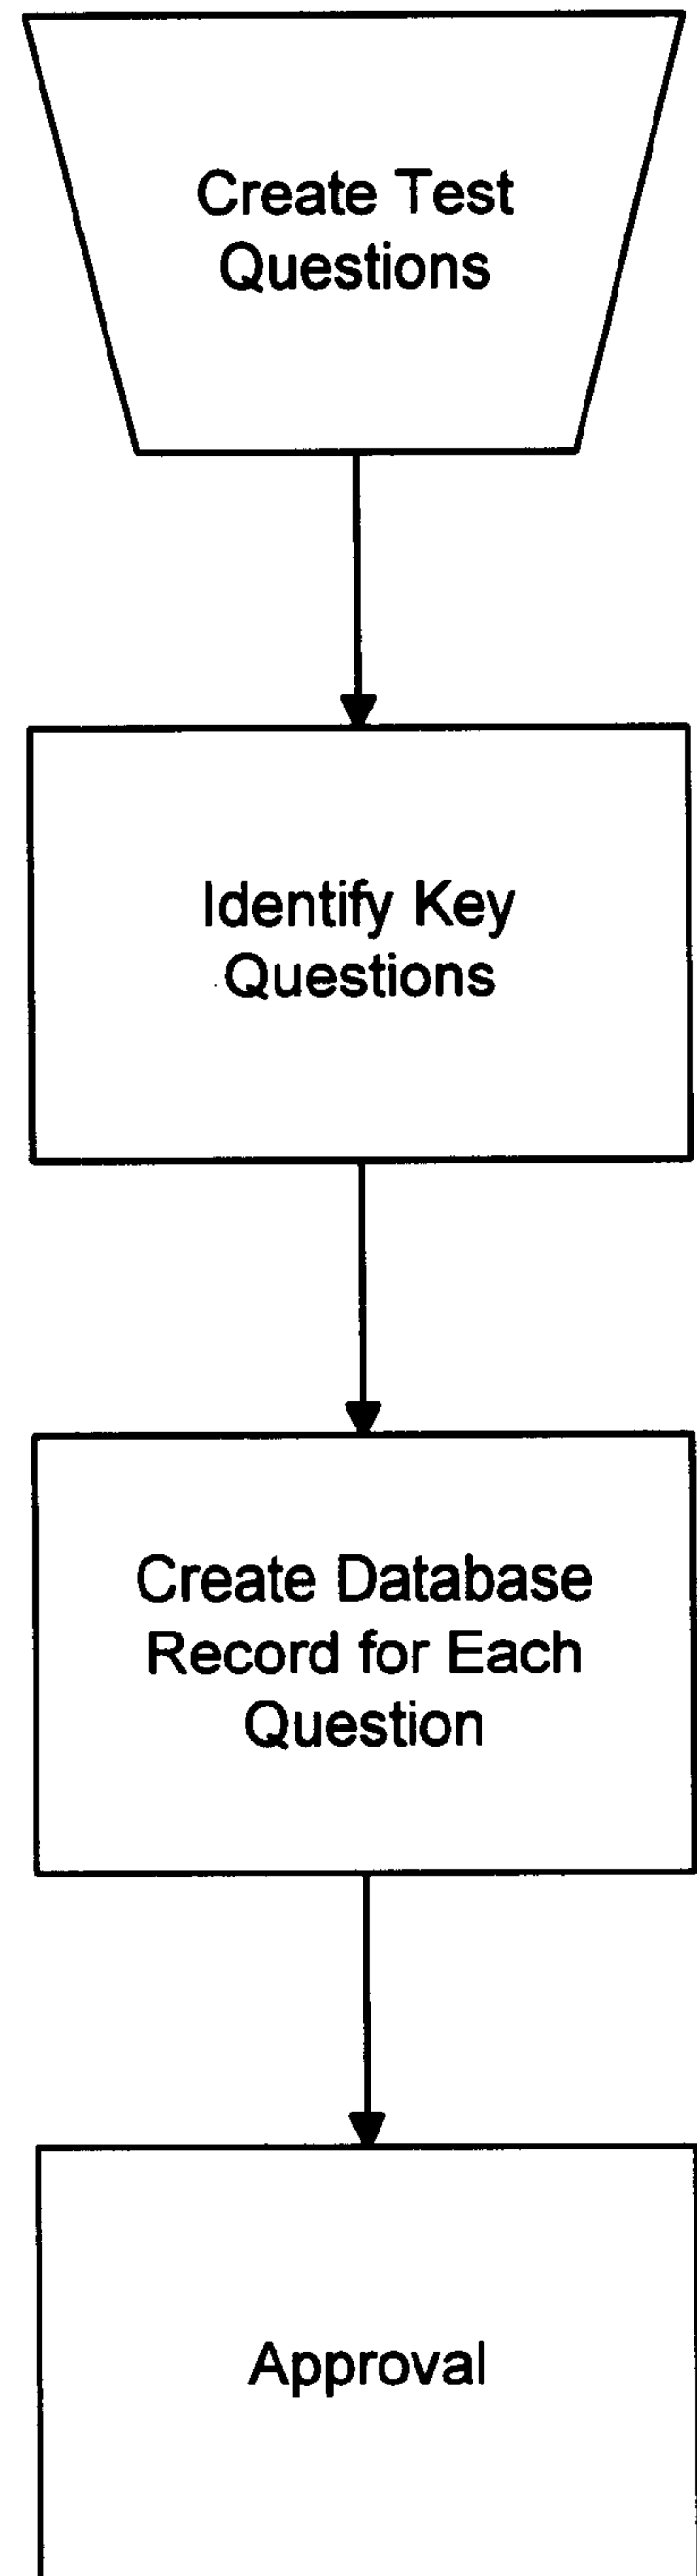 Create Test
Questions
Identify Key
Questions
Create Database
Record for Each
Question
Approval